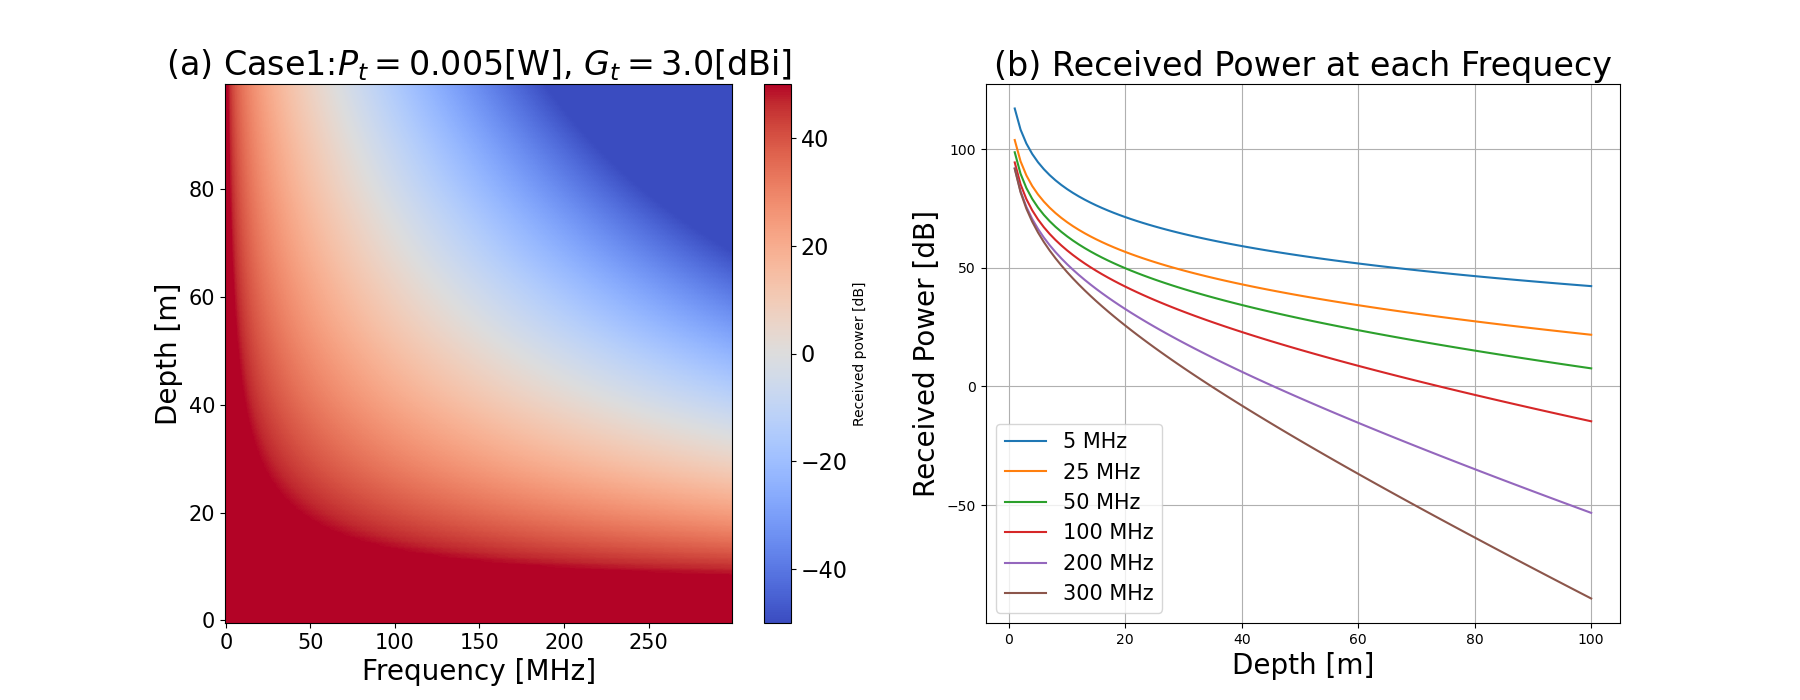 (a) Case1:$P_t = 0.005$[W], $G_t = 3.0$[dBi]
80
60
40
20
0
Depth [m]
0 50 100 150 200 250
Frequency [MHz]
40
20
0
−20
−40
Received power [dB]
(b) Received Power at each Frequecy
100
50
0
−50
Received Power [dB]
5 MHz
25 MHz
50 MHz
100 MHz
200 MHz
300 MHz
0 20 40 60 80 100
Depth [m]